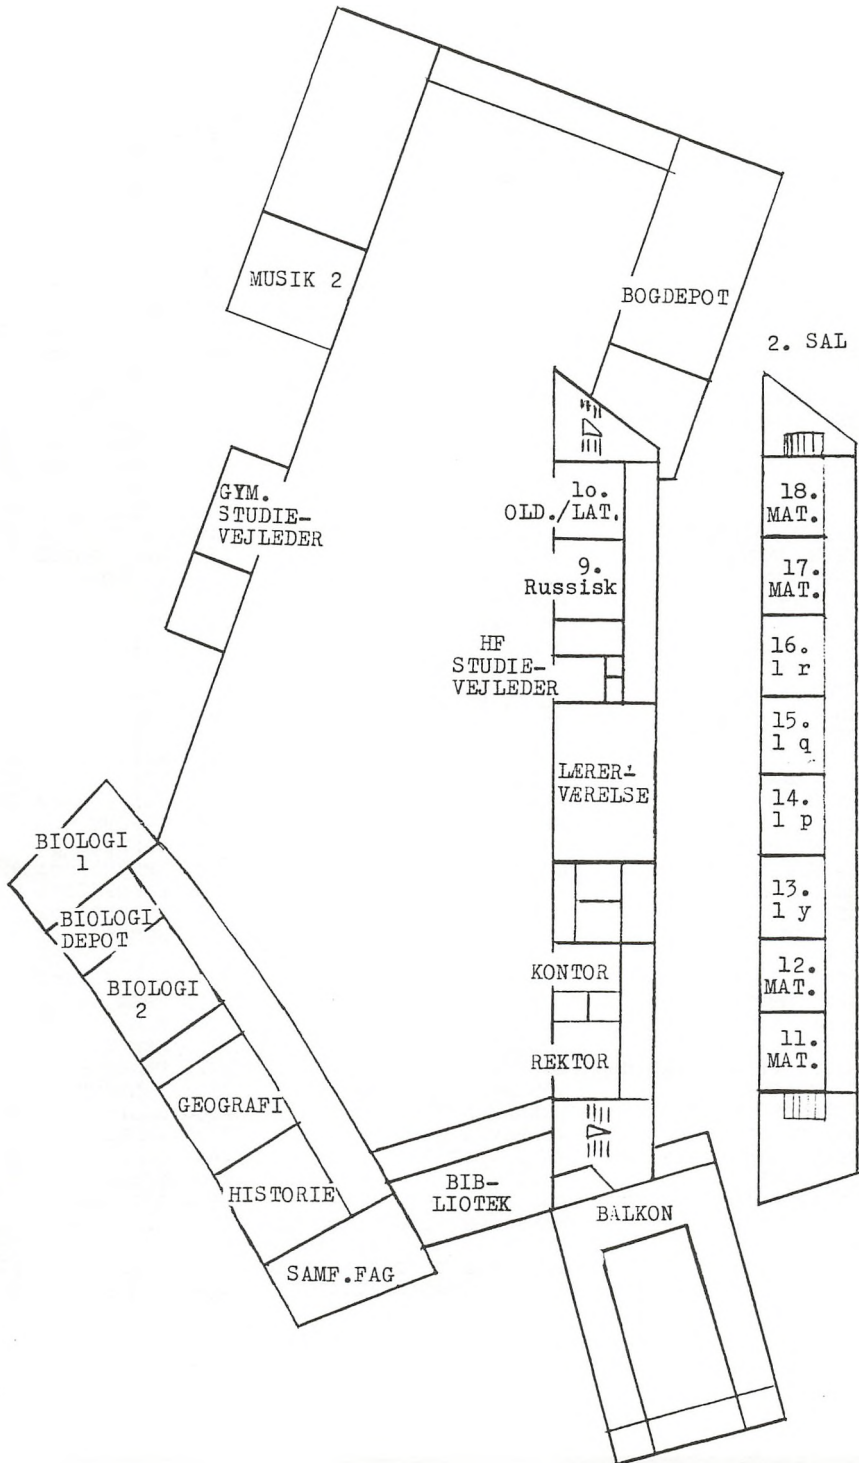 MUSIK 2
BOGDEPOT
2. SAL
GYM.
STUDIE-
VEJLEDER
lo.
OLD./LAT.
9.
Russisk
HF
STUDIE-
VEJLEDER
LÆRER-
VÆRELSE
KONTOR
REKTOR
18.
MAT.
17.
MAT.
16.
1 r
15.
1 q
14.
1 p
13.
1 y
12.
MAT.
11.
MAT.
BIOLOGI
1
BIOLOGI
DEPOT
BIOLOGI
2
GEOGRAFI
HISTORIE
SAMF.FAG
BIB-
LIOTEK
BALKON